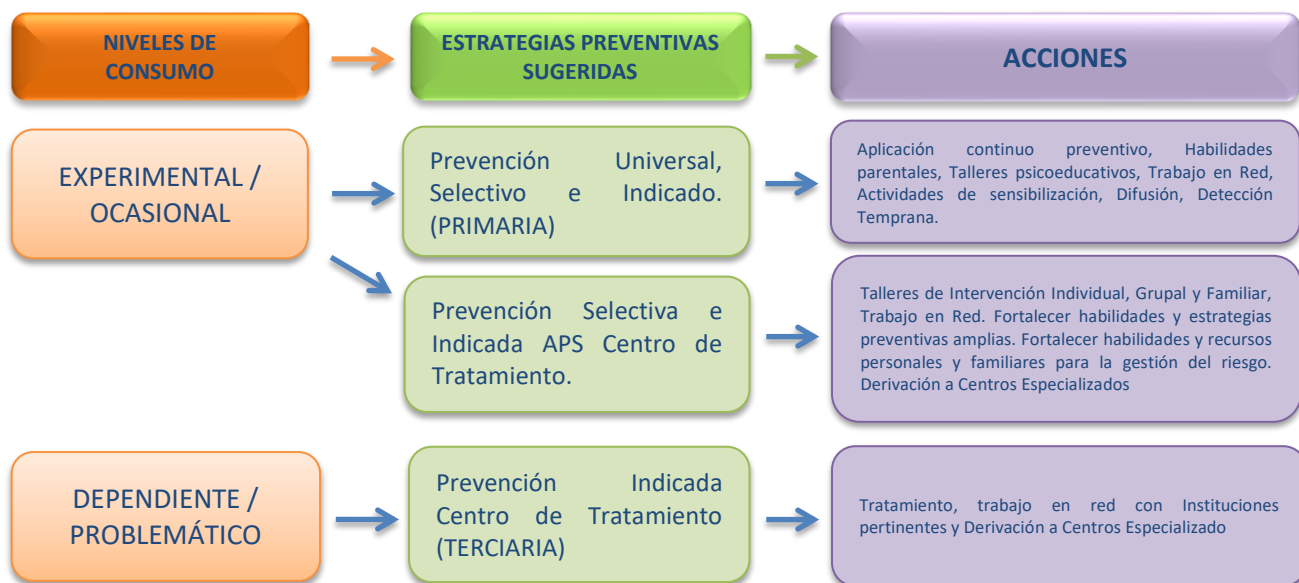 NIVELES DE
CONSUMO
ESTRATEGIAS PREVENTIVAS
SUGERIDAS
ACCIONES
EXPERIMENTAL /
OCASIONAL
Prevención Universal,
Selectivo e Indicado.
(PRIMARIA)
Aplicación continuo preventivo, Habilidades
parentales, Talleres psicoeducativos, Trabajo en Red,
Actividades de sensibilización, Difusión, Detección
Temprana.
Prevención Selectiva e
Indicada APS Centro de
Tratamiento.
Talleres de Intervención Individual, Grupal y Familiar,
Trabajo en Red. Fortalecer habilidades y estrategias
preventivas amplias. Fortalecer habilidades y recursos
personales y familiares para la gestión del riesgo.
Derivación a Centros Especializados
DEPENDIENTE /
PROBLEMÁTICO
Prevención Indicada
Centro de Tratamiento
(TERCIARIA)
Tratamiento, trabajo en red con Instituciones
pertinentes y Derivación a Centros Especializado